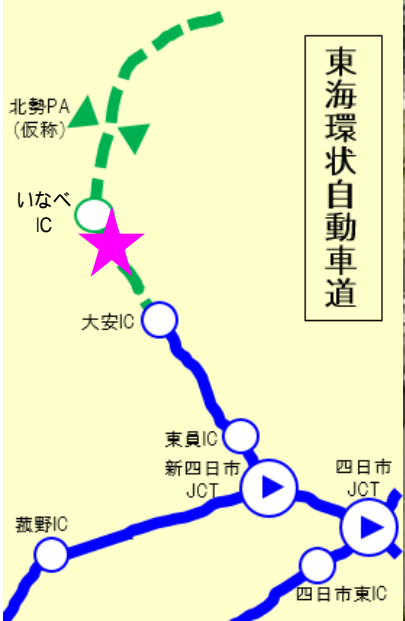 東海環状自動車道
北勢PA
(仮称)
いなべ
IC
大安IC
東員IC
新四日市
JCT
四日市
JCT
菰野IC
四日市東IC